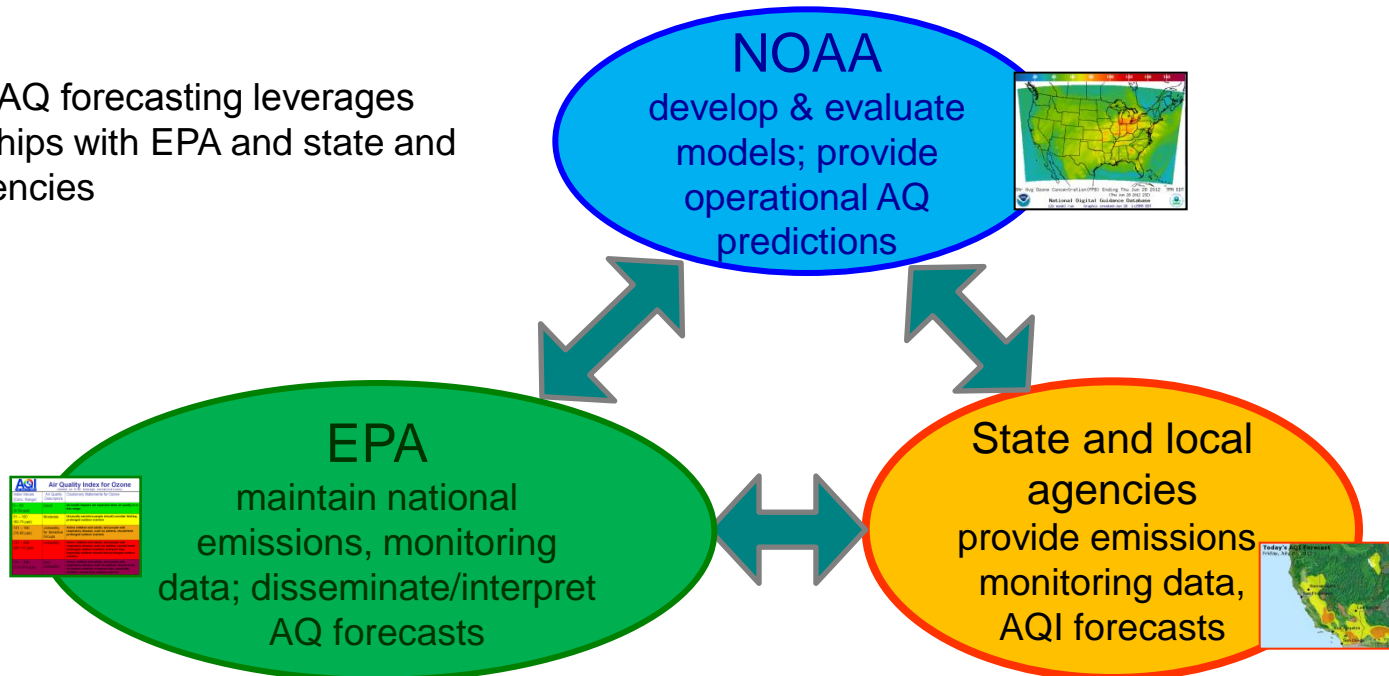 AQ forecasting leverages
hips with EPA and state and
encies
NOAA
develop & evaluate
models; provide
operational AQ
predictions
National Digital Guidance Database
EPA
maintain national
emissions, monitoring
data; disseminate/interpret
AQ forecasts
AQI
Air Quality Index for Ozone
State and local
agencies
provide emissions
monitoring data,
AQI forecasts
Today's AQI Forecast